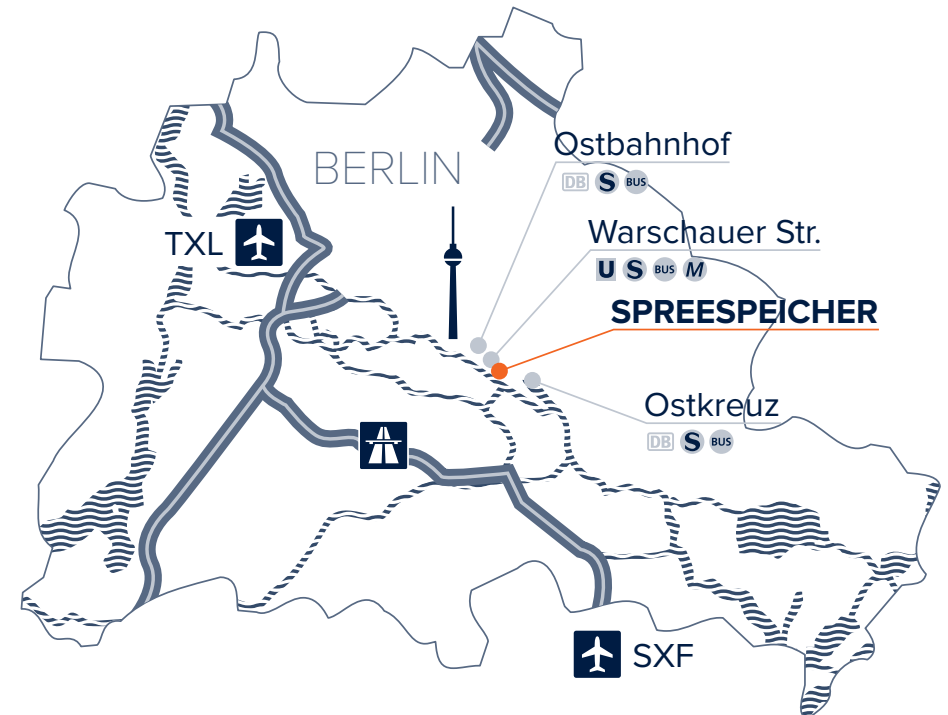 Ostbahnhof
DB S BUS
BERLIN
TXL
Warschauer Str.
U S BUS M
SPREESPEICHER
Ostkreuz
DB S BUS
SXF